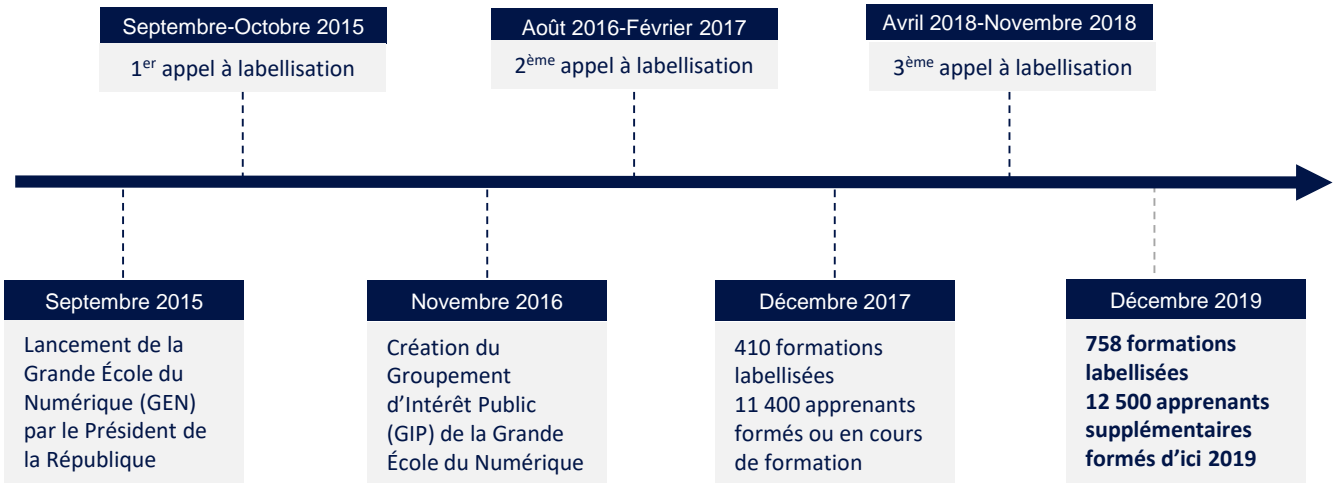 Septembre-Octobre 2015
1er appel à labellisation
Août 2016-Février 2017
2ème appel à labellisation
Avril 2018-Novembre 2018
3ème appel à labellisation
Septembre 2015
Lancement de la
Grande École du
Numérique (GEN)
par le Président de
la République
Novembre 2016
Création du
Groupement
d’Intérêt Public
(GIP) de la Grande
École du Numérique
Décembre 2017
410 formations
labellisées
11 400 apprenants
formés ou en cours
de formation
Décembre 2019
758 formations
labellisées
12 500 apprenants
supplémentaires
formés d’ici 2019